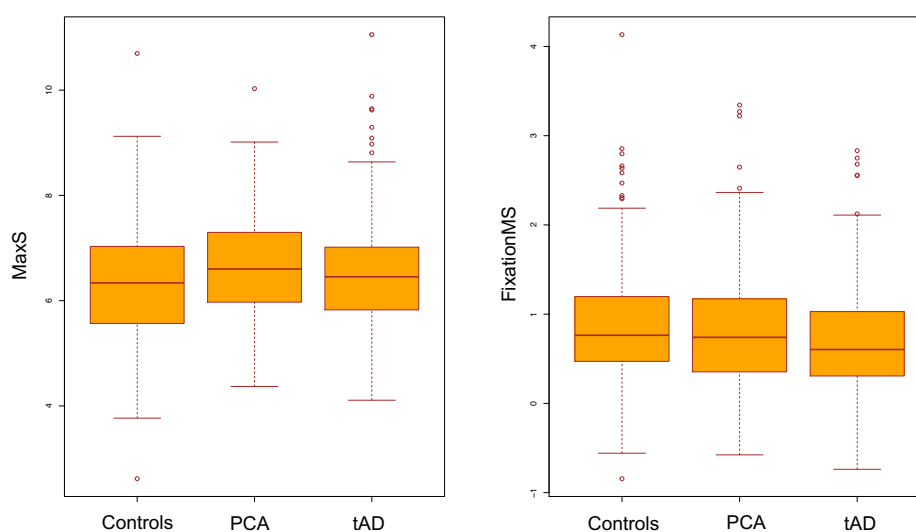 MaxS
10
8
6
4
Controls PCA tAD
FixationMS
4
3
2
1
0
−1
Controls PCA tAD